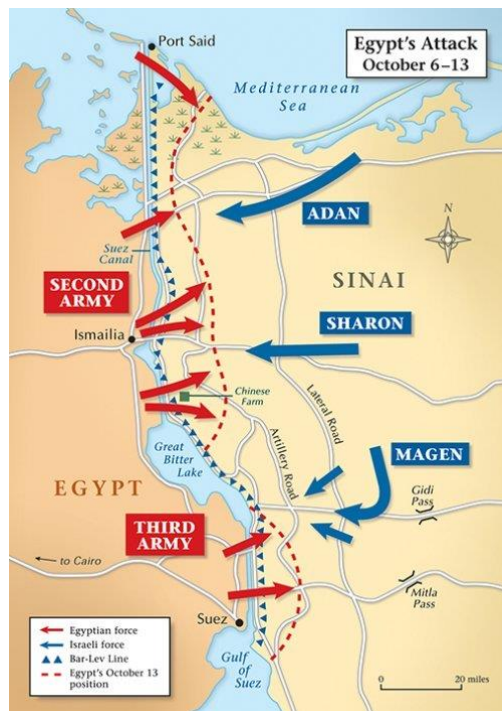 Port Said
Egypt's Attack
October 6–13
Mediterranean
Sea
ADAN
Suez
Canal
SECOND
ARMY
SINAI
Ismailia
SHARON
Chinese
Farm
Lateral Road
Artillery Road
Great
Bitter
Lake
MAGEN
EGYPT
Gidi
Pass
THIRD
ARMY
to Cairo
Mitla
Pass
Suez
Egyptian force
Israeli force
Bar-Lev Line
Egypt's October 13
position
Gulf
of
Suez
0
20 miles
N